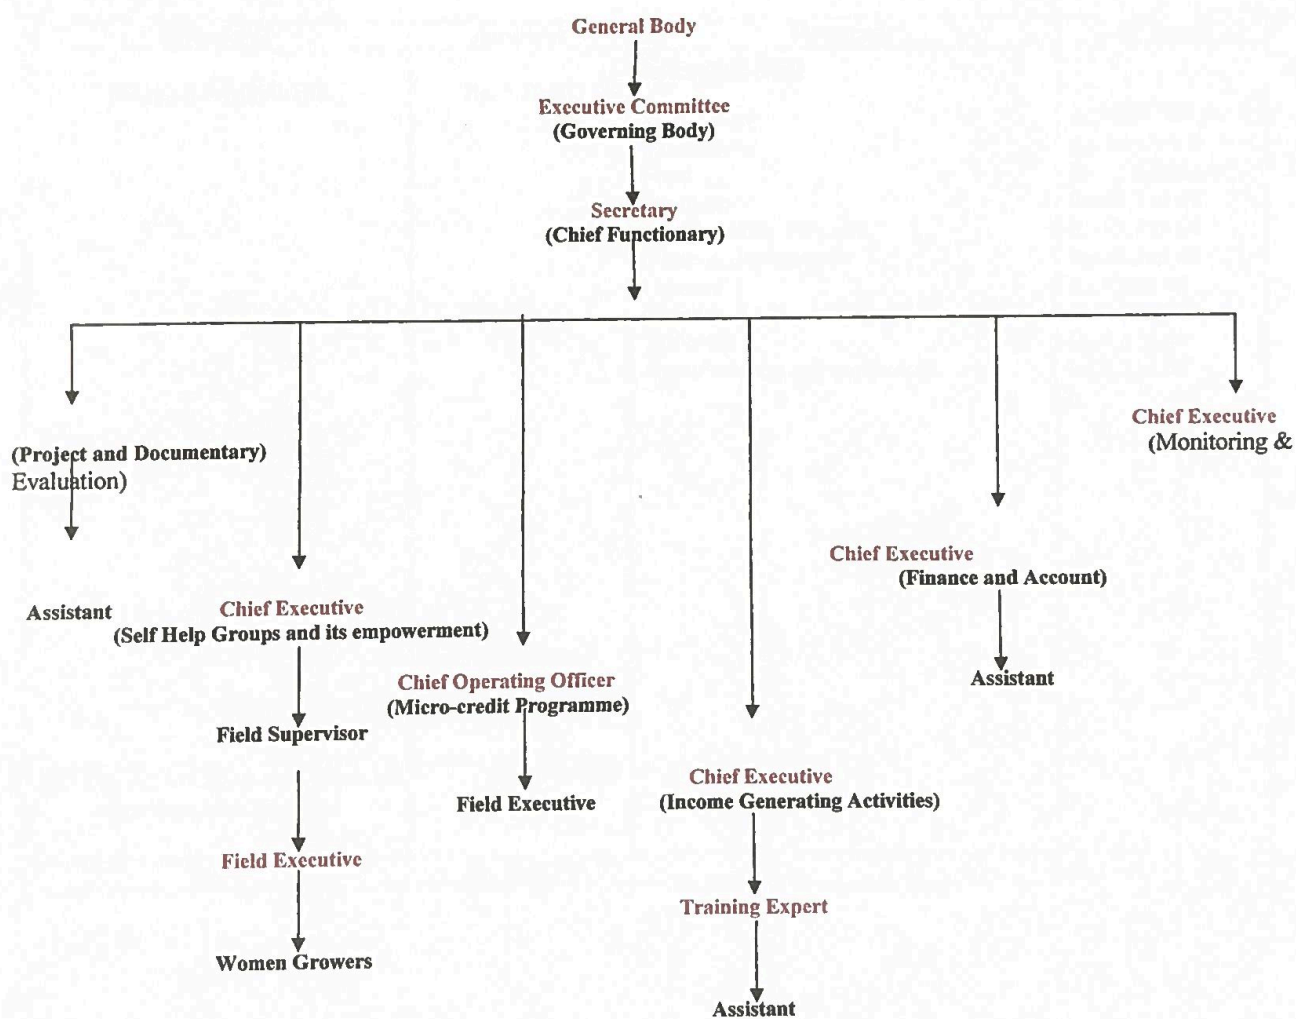 General Body
Executive Committee
(Governing Body)
Secretary
(Chief Functionary)
Chief Executive
(Monitoring &
(Project and Documentary)
Evaluation)
Chief Executive
(Finance and Account)
Assistant
Chief Executive
(Self Help Groups and its empowerment)
Assistant
Chief Operating Officer
(Micro-credit Programme)
Field Supervisor
Chief Executive
(Income Generating Activities)
Field Executive
Field Executive
Training Expert
Women Growers
Assistant